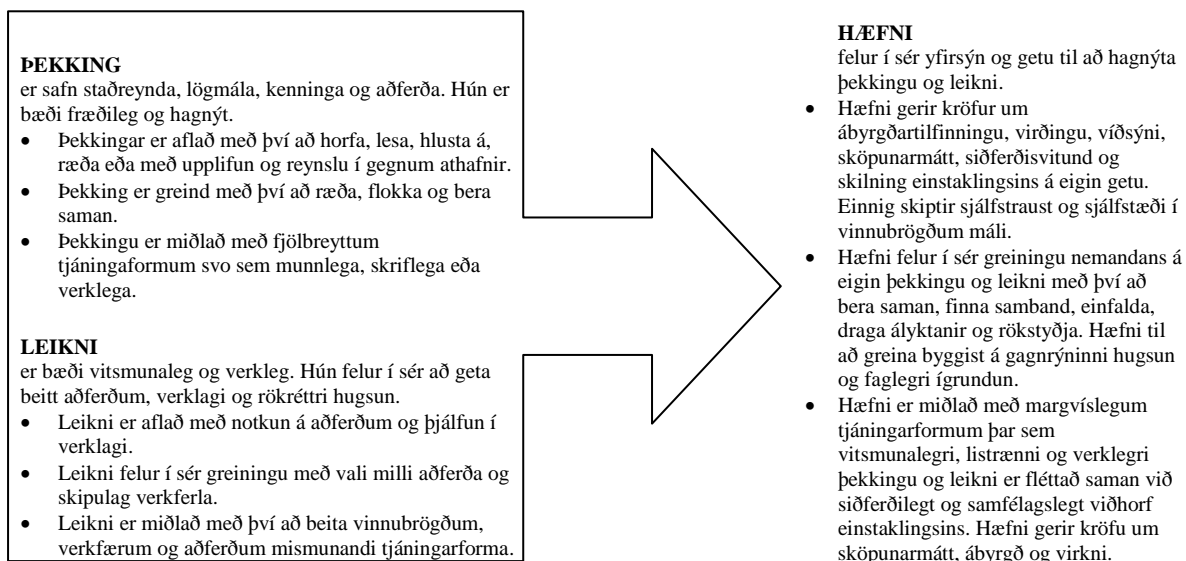 ÞEKKING
er safn staðreynda, lögmála, kenninga og aðferða. Hún er
bæði fræðileg og hagnýt.
• Þekkingar er aflað með því að horfa, lesa, hlusta á,
ræða eða með upplifun og reynslu í gegnum athafnir.
• Þekking er greind með því að ræða, flokka og bera
saman.
• Þekkingu er miðlað með fjölbreyttum
tjáningaformum svo sem munnlega, skriflega eða
verklega.
LEIKNI
er bæði vitsmunaleg og verkleg. Hún felur í sér að geta
beitt aðferðum, verklagi og rökréttri hugsun.
• Leikni er aflað með notkun á aðferðum og þjálfun í
verklagi.
• Leikni felur í sér greiningu með vali milli aðferða og
skipulag verkferla.
• Leikni er miðlað með því að beita vinnubrögðum,
verkfærum og aðferðum mismunandi tjáningarforma.
HÆFNI
felur í sér yfirsýn og getu til að hagnýta
þekkingu og leikni.
• Hæfni gerir kröfur um
ábyrgðartilfinningu, virðingu, víðsýni,
sköpunarmátt, siðferðisvitund og
skilning einstaklingsins á eigin getu.
Einnig skiptir sjálfstraust og sjálfstæði í
vinnubrögðum máli.
• Hæfni felur í sér greiningu nemandans á
eigin þekkingu og leikni með því að
bera saman, finna samband, einfalda,
draga ályktanir og rökstyðja. Hæfni til
að greina byggist á gagnrýninni hugsun
og faglegri ígrundun.
• Hæfni er miðlað með margvíslegum
tjáningarformum þar sem
vitsmunalegri, listrænni og verklegri
þekkingu og leikni er fléttað saman við
siðferðilegt og samfélagslegt viðhorf
einstaklingsins. Hæfni gerir kröfu um
sköpunarmátt, ábyrgð og virkni.